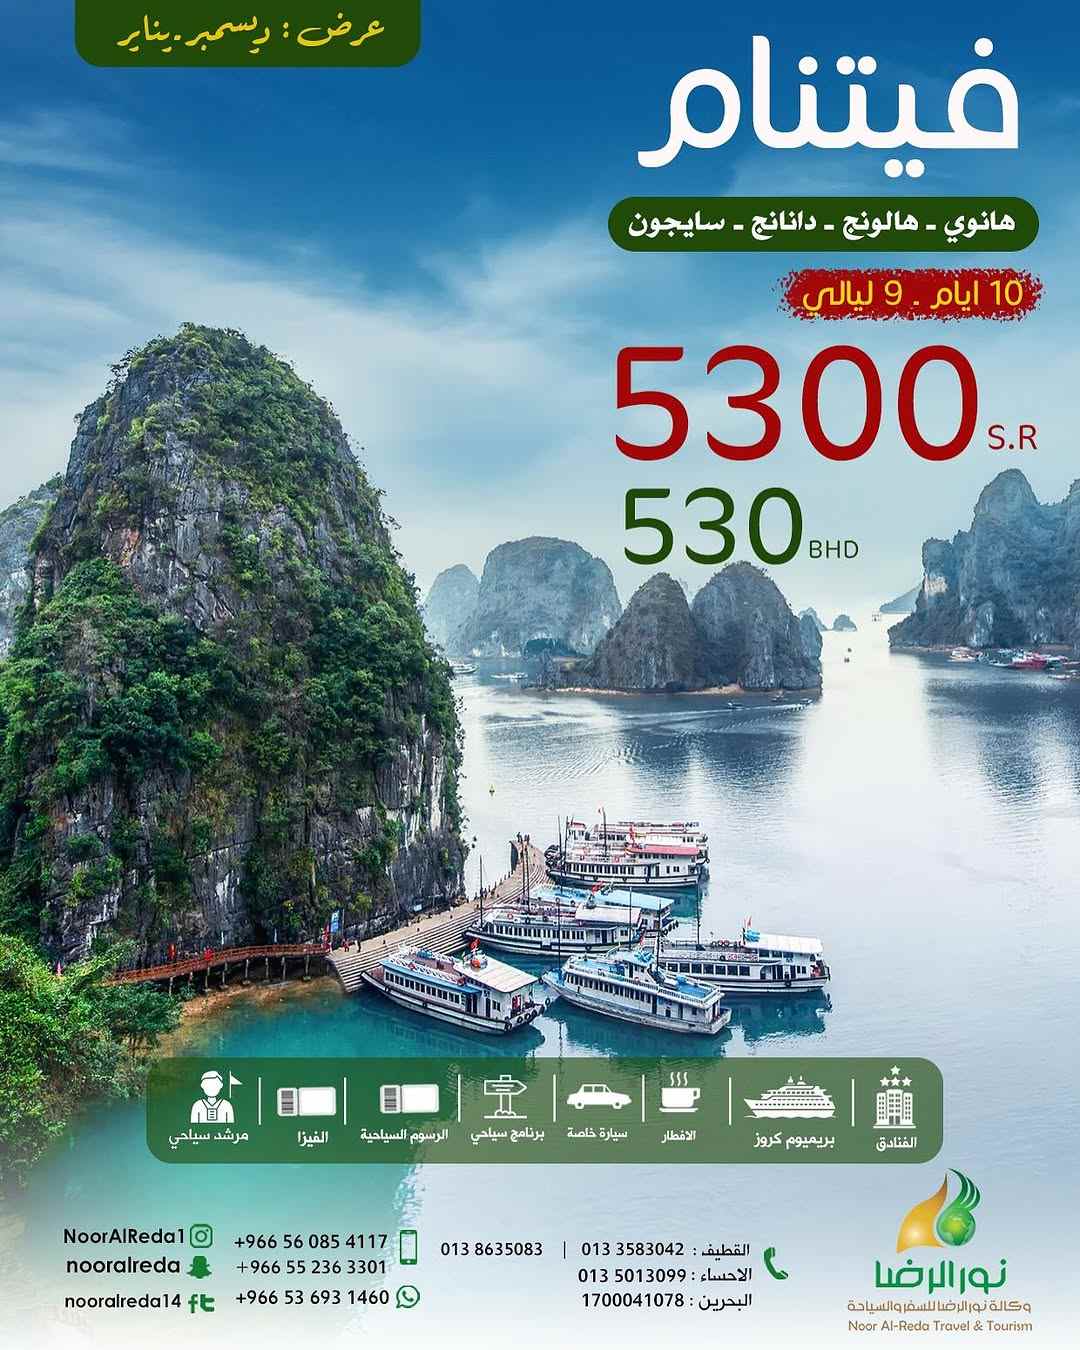 عرض : ديسمبر-يناير
فيتنام
هانوي - هالونج - دانانج - سايجون
10 ايام - 9 ليالي
5300 S.R
530 BHD
الفنادق
بريميوم كروز
الافطار
سيارة خاصة
برنامج سياحي
الرسوم السياحية
الفيزا
مرشد سياحي
القطيف : 013 3583042 | 013 8635083
الاحساء : 013 5013099
البحرين : 1700041078
+966 56 085 4117
+966 55 236 3301
+966 53 693 1460
NoorAlReda1
nooralreda
nooralreda14
نور الرضا
وكالة نور الرضا للسفر والسياحة
Noor Al-Reda Travel & Tourism